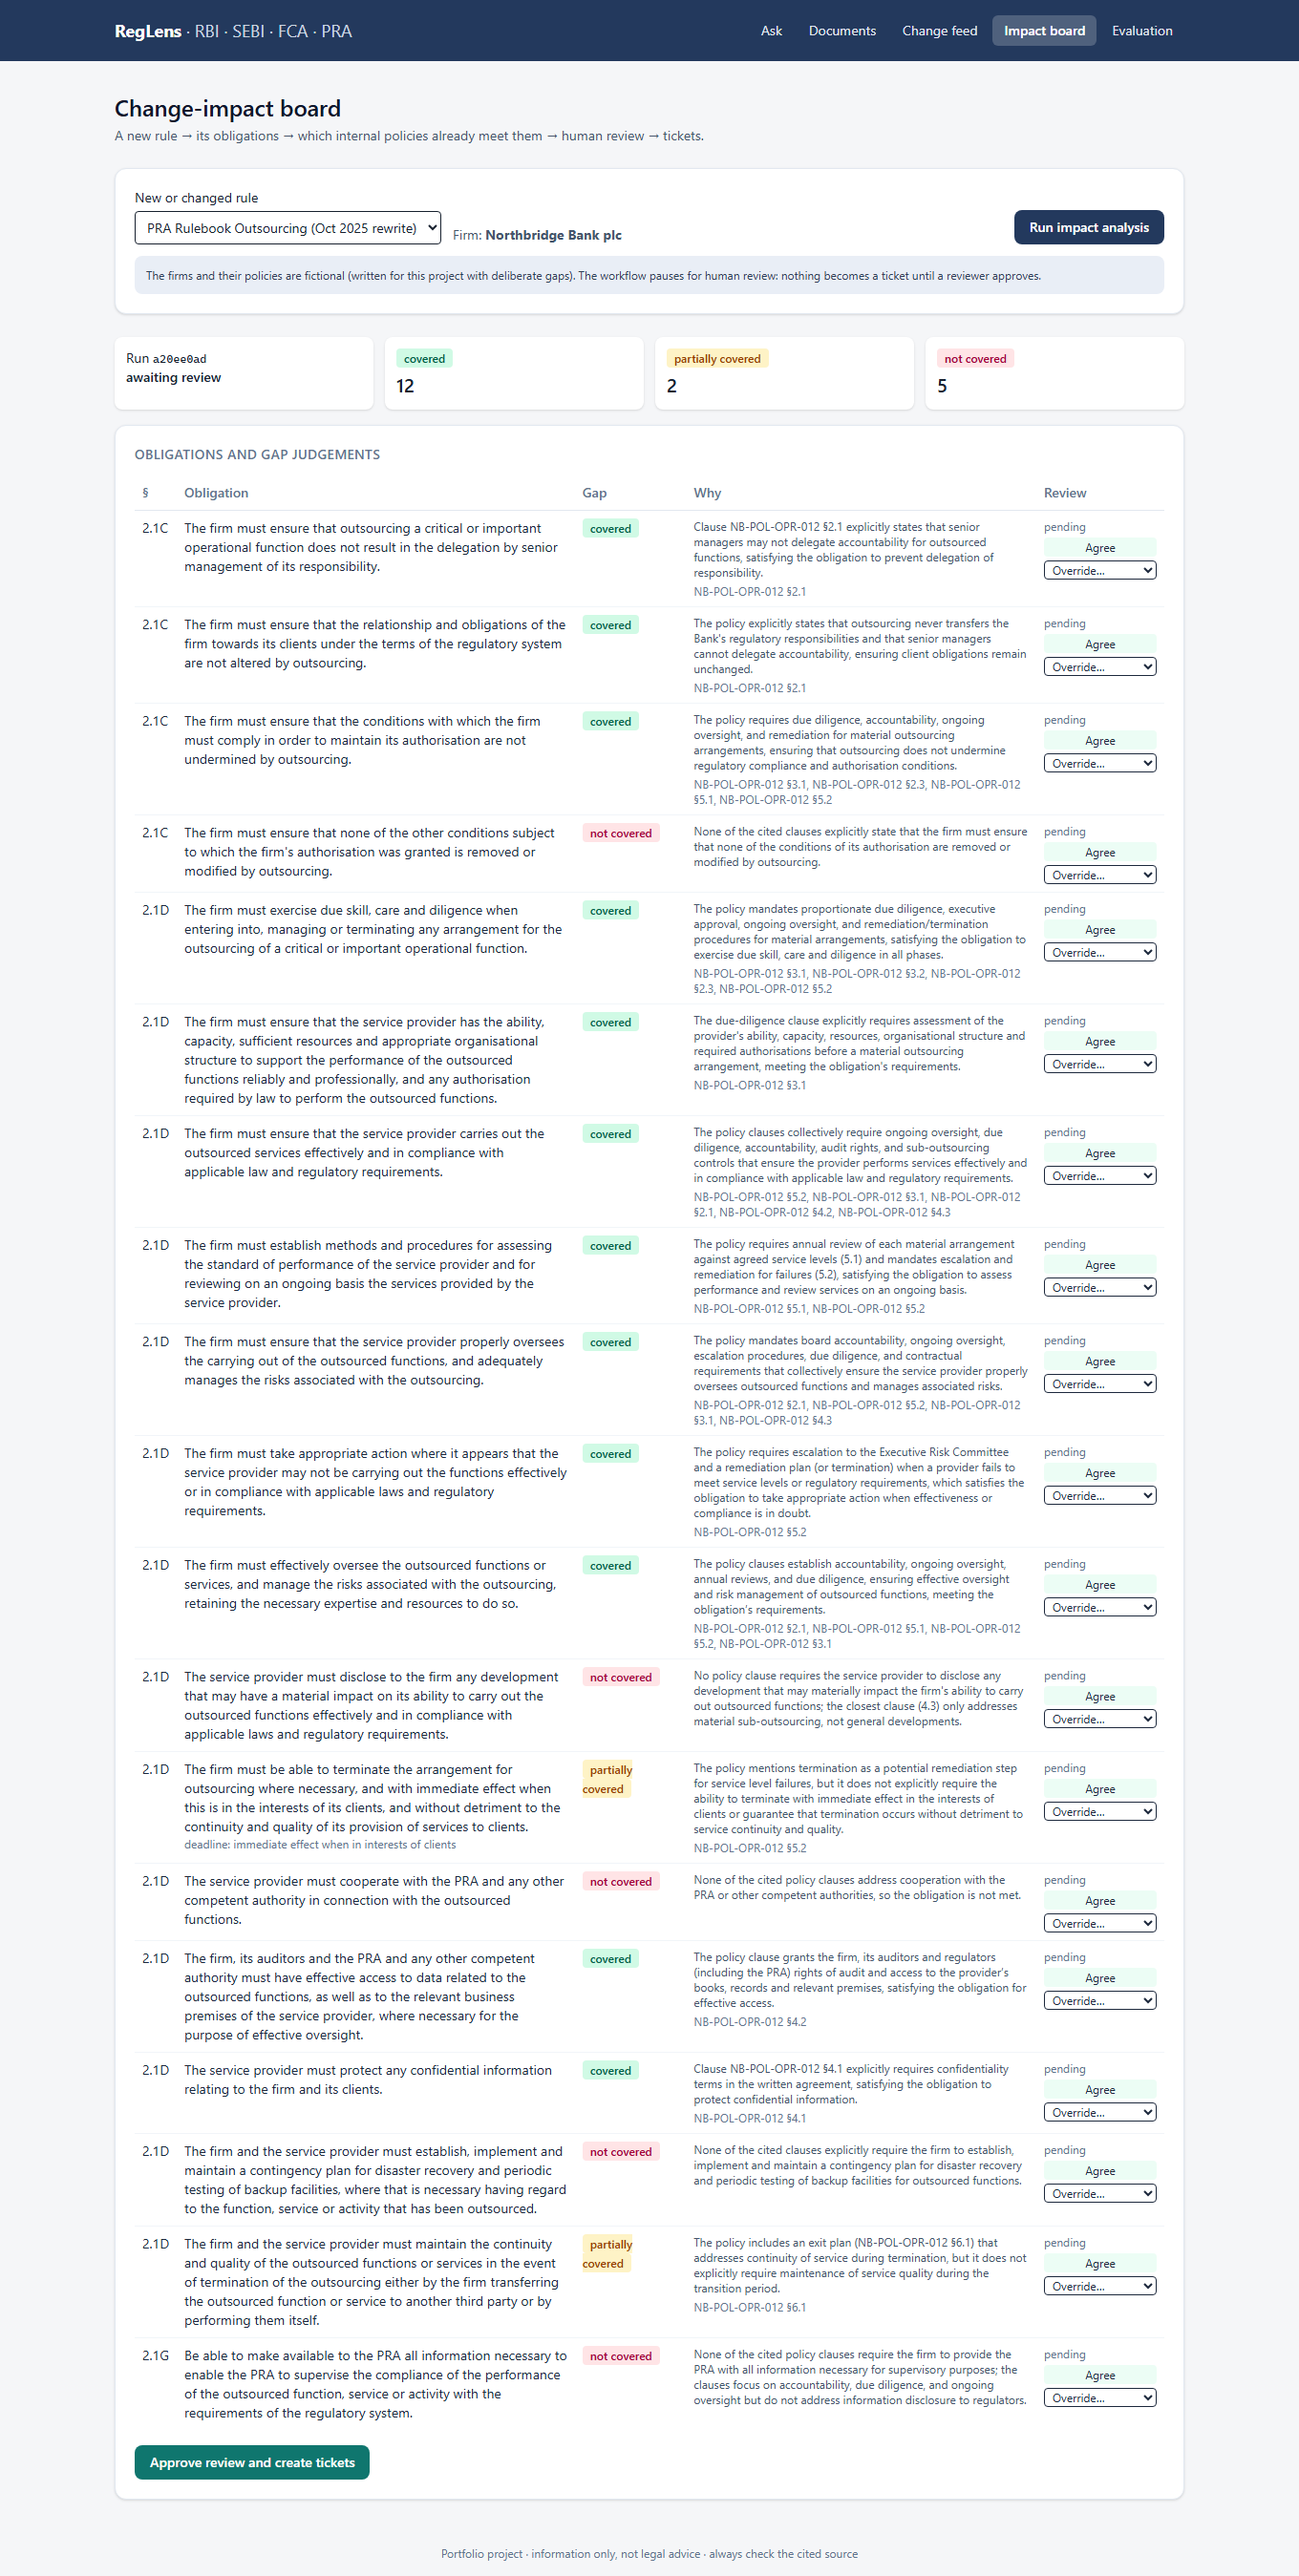 RegLens · RBI · SEBI · FCA · PRA
Ask
Documents
Change feed
Impact board
Evaluation
Change-impact board
A new rule → its obligations → which internal policies already meet them → human review → tickets.
New or changed rule
PRA Rulebook Outsourcing (Oct 2025 rewrite)
Firm: Northbridge Bank plc
Run impact analysis
The firms and their policies are fictional (written for this project with deliberate gaps). The workflow pauses for human review: nothing becomes a ticket until a reviewer approves.
Run a20ee0ad
awaiting review
covered
12
partially covered
2
not covered
5
OBLIGATIONS AND GAP JUDGEMENTS
§
Obligation
Gap
Why
Review
2.1C
The firm must ensure that outsourcing a critical or important
operational function does not result in the delegation by senior
management of its responsibility.
covered
Clause NB-POL-OPR-012 §2.1 explicitly states that senior
managers may not delegate accountability for outsourced
functions, satisfying the obligation to prevent delegation of
responsibility.
NB-POL-OPR-012 §2.1
pending
Agree
Override...
2.1C
The firm must ensure that the relationship and obligations of the
firm towards its clients under the terms of the regulatory system
are not altered by outsourcing.
covered
The policy explicitly states that outsourcing never transfers the
Bank's regulatory responsibilities and that senior managers
cannot delegate accountability, ensuring client obligations remain
unchanged.
NB-POL-OPR-012 §2.1
pending
Agree
Override...
2.1C
The firm must ensure that the conditions with which the firm
must comply in order to maintain its authorisation are not
undermined by outsourcing.
covered
The policy requires due diligence, accountability, ongoing
oversight, and remediation for material outsourcing
arrangements, ensuring that outsourcing does not undermine
regulatory compliance and authorisation conditions.
NB-POL-OPR-012 §3.1, NB-POL-OPR-012 §2.3, NB-POL-OPR-012
§5.1, NB-POL-OPR-012 §5.2
pending
Agree
Override...
2.1C
The firm must ensure that none of the other conditions subject
to which the firm's authorisation was granted is removed or
modified by outsourcing.
not covered
None of the cited clauses explicitly state that the firm must ensure
that none of the conditions of its authorisation are removed or
modified by outsourcing.
pending
Agree
Override...
2.1D
The firm must exercise due skill, care and diligence when
entering into, managing or terminating any arrangement for the
outsourcing of a critical or important operational function.
covered
The policy mandates proportionate due diligence, executive
approval, ongoing oversight, and remediation/termination
procedures for material arrangements, satisfying the obligation to
exercise due skill, care and diligence in all phases.
NB-POL-OPR-012 §3.1, NB-POL-OPR-012 §3.2, NB-POL-OPR-012
§2.3, NB-POL-OPR-012 §5.2
pending
Agree
Override...
2.1D
The firm must ensure that the service provider has the ability,
capacity, sufficient resources and appropriate organisational
structure to support the performance of the outsourced
functions reliably and professionally, and any authorisation
required by law to perform the outsourced functions.
covered
The due-diligence clause explicitly requires assessment of the
provider's ability, capacity, resources, organisational structure and
required authorisations before a material outsourcing
arrangement, meeting the obligation's requirements.
NB-POL-OPR-012 §3.1
pending
Agree
Override...
2.1D
The firm must ensure that the service provider carries out the
outsourced services effectively and in compliance with
applicable law and regulatory requirements.
covered
The policy clauses collectively require ongoing oversight, due
diligence, accountability, audit rights, and sub-outsourcing
controls that ensure the provider performs services effectively and
in compliance with applicable law and regulatory requirements.
NB-POL-OPR-012 §5.2, NB-POL-OPR-012 §3.1, NB-POL-OPR-012
§2.1, NB-POL-OPR-012 §4.2, NB-POL-OPR-012 §4.3
pending
Agree
Override...
2.1D
The firm must establish methods and procedures for assessing
the standard of performance of the service provider and for
reviewing on an ongoing basis the services provided by the
service provider.
covered
The policy requires annual review of each material arrangement
against agreed service levels (5.1) and mandates escalation and
remediation for failures (5.2), satisfying the obligation to assess
performance and review services on an ongoing basis.
NB-POL-OPR-012 §5.1, NB-POL-OPR-012 §5.2
pending
Agree
Override...
2.1D
The firm must ensure that the service provider properly oversees
the carrying out of the outsourced functions, and adequately
manages the risks associated with the outsourcing.
covered
The policy mandates board accountability, ongoing oversight,
escalation procedures, due diligence, and contractual
requirements that collectively ensure the service provider properly
oversees outsourced functions and manages associated risks.
NB-POL-OPR-012 §2.1, NB-POL-OPR-012 §5.2, NB-POL-OPR-012
§3.1, NB-POL-OPR-012 §4.3
pending
Agree
Override...
2.1D
The firm must take appropriate action where it appears that the
service provider may not be carrying out the functions effectively
or in compliance with applicable laws and regulatory
requirements.
covered
The policy requires escalation to the Executive Risk Committee
and a remediation plan (or termination) when a provider fails to
meet service levels or regulatory requirements, which satisfies the
obligation to take appropriate action when effectiveness or
compliance is in doubt.
NB-POL-OPR-012 §5.2
pending
Agree
Override...
2.1D
The firm must effectively oversee the outsourced functions or
services, and manage the risks associated with the outsourcing,
retaining the necessary expertise and resources to do so.
covered
The policy clauses establish accountability, ongoing oversight,
annual reviews, and due diligence, ensuring effective oversight
and risk management of outsourced functions, meeting the
obligation's requirements.
NB-POL-OPR-012 §2.1, NB-POL-OPR-012 §5.1, NB-POL-OPR-012
§5.2, NB-POL-OPR-012 §3.1
pending
Agree
Override...
2.1D
The service provider must disclose to the firm any development
that may have a material impact on its ability to carry out the
outsourced functions effectively and in compliance with
applicable laws and regulatory requirements.
not covered
No policy clause requires the service provider to disclose any
development that may materially impact the firm's ability to carry
out outsourced functions; the closest clause (4.3) only addresses
material sub-outsourcing, not general developments.
pending
Agree
Override...
2.1D
The firm must be able to terminate the arrangement for
outsourcing where necessary, and with immediate effect when
this is in the interests of its clients, and without detriment to the
continuity and quality of its provision of services to clients.
deadline: immediate effect when in interests of clients
partially
covered
The policy mentions termination as a potential remediation step
for service level failures, but it does not explicitly require the
ability to terminate with immediate effect in the interests of
clients or guarantee that termination occurs without detriment to
service continuity and quality.
NB-POL-OPR-012 §5.2
pending
Agree
Override...
2.1D
The service provider must cooperate with the PRA and any other
competent authority in connection with the outsourced
functions.
not covered
None of the cited policy clauses address cooperation with the
PRA or other competent authorities, so the obligation is not met.
pending
Agree
Override...
2.1D
The firm, its auditors and the PRA and any other competent
authority must have effective access to data related to the
outsourced functions, as well as to the relevant business
premises of the service provider, where necessary for the
purpose of effective oversight.
covered
The policy clause grants the firm, its auditors and regulators
(including the PRA) rights of audit and access to the provider's
books, records and relevant premises, satisfying the obligation for
effective access.
NB-POL-OPR-012 §4.2
pending
Agree
Override...
2.1D
The service provider must protect any confidential information
relating to the firm and its clients.
covered
Clause NB-POL-OPR-012 §4.1 explicitly requires confidentiality
terms in the written agreement, satisfying the obligation to
protect confidential information.
NB-POL-OPR-012 §4.1
pending
Agree
Override...
2.1D
The firm and the service provider must establish, implement and
maintain a contingency plan for disaster recovery and periodic
testing of backup facilities, where that is necessary having regard
to the function, service or activity that has been outsourced.
not covered
None of the cited clauses explicitly require the firm to establish,
implement and maintain a contingency plan for disaster recovery
and periodic testing of backup facilities for outsourced functions.
pending
Agree
Override...
2.1D
The firm and the service provider must maintain the continuity
and quality of the outsourced functions or services in the event
of termination of the outsourcing either by the firm transferring
the outsourced function or service to another third party or by
performing them itself.
partially
covered
The policy includes an exit plan (NB-POL-OPR-012 §6.1) that
addresses continuity of service during termination, but it does not
explicitly require maintenance of service quality during the
transition period.
NB-POL-OPR-012 §6.1
pending
Agree
Override...
2.1G
Be able to make available to the PRA all information necessary to
enable the PRA to supervise the compliance of the performance
of the outsourced function, service or activity with the
requirements of the regulatory system.
not covered
None of the cited policy clauses require the firm to provide the
PRA with all information necessary for supervisory purposes; the
clauses focus on accountability, due diligence, and ongoing
oversight but do not address information disclosure to regulators.
pending
Agree
Override...
Approve review and create tickets
Portfolio project · information only, not legal advice · always check the cited source